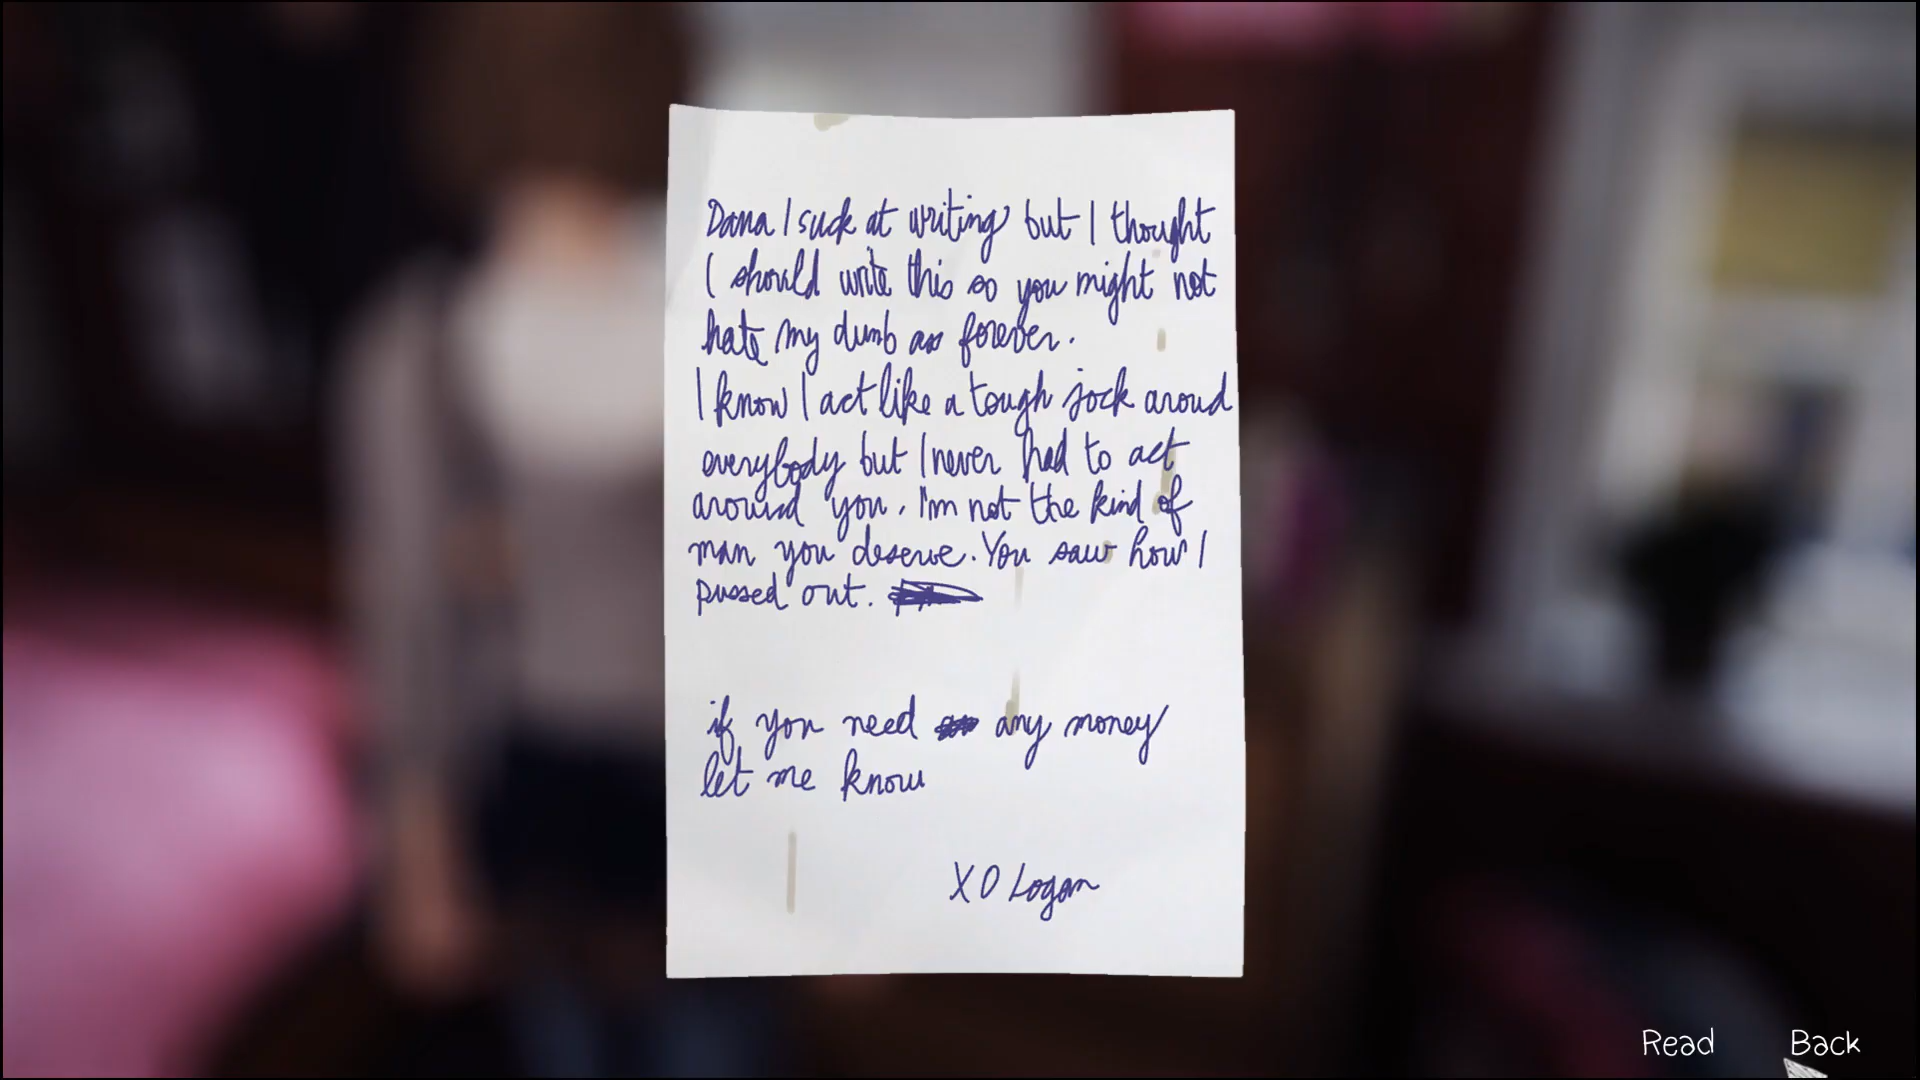 Dana I suck at writing but I thought
I should write this so you might not
hate my dumb ass forever.
I know I act like a tough jock aroud
everybody but I never had to act
around you. I'm not the kind of
man you deserve. You saw how I
pussed out.
if you need any money
let me know
XO Logan
Read Back